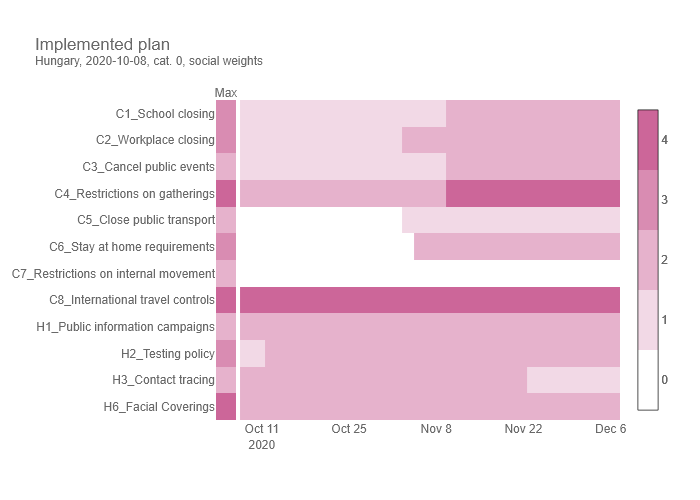 Implemented plan
Hungary, 2020-10-08, cat. 0, social weights
Max
C1_School closing
C2_Workplace closing
C3_Cancel public events
C4_Restrictions on gatherings
C5_Close public transport
C6_Stay at home requirements
C7_Restrictions on internal movement
C8_International travel controls
H1_Public information campaigns
H2_Testing policy
H3_Contact tracing
H6_Facial Coverings
Oct 11 Oct 25 Nov 8 Nov 22 Dec 6
2020
4
3
2
1
0